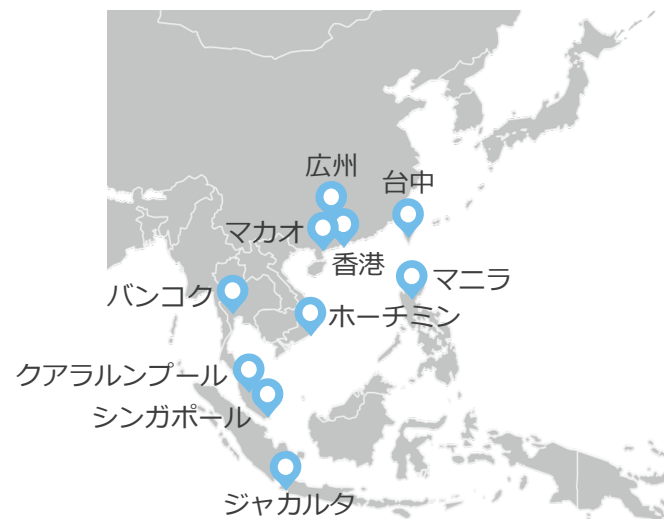 広州
台中
マカオ
香港
マニラ
バンコク
ホーチミン
クアラルンプール
シンガポール
ジャカルタ